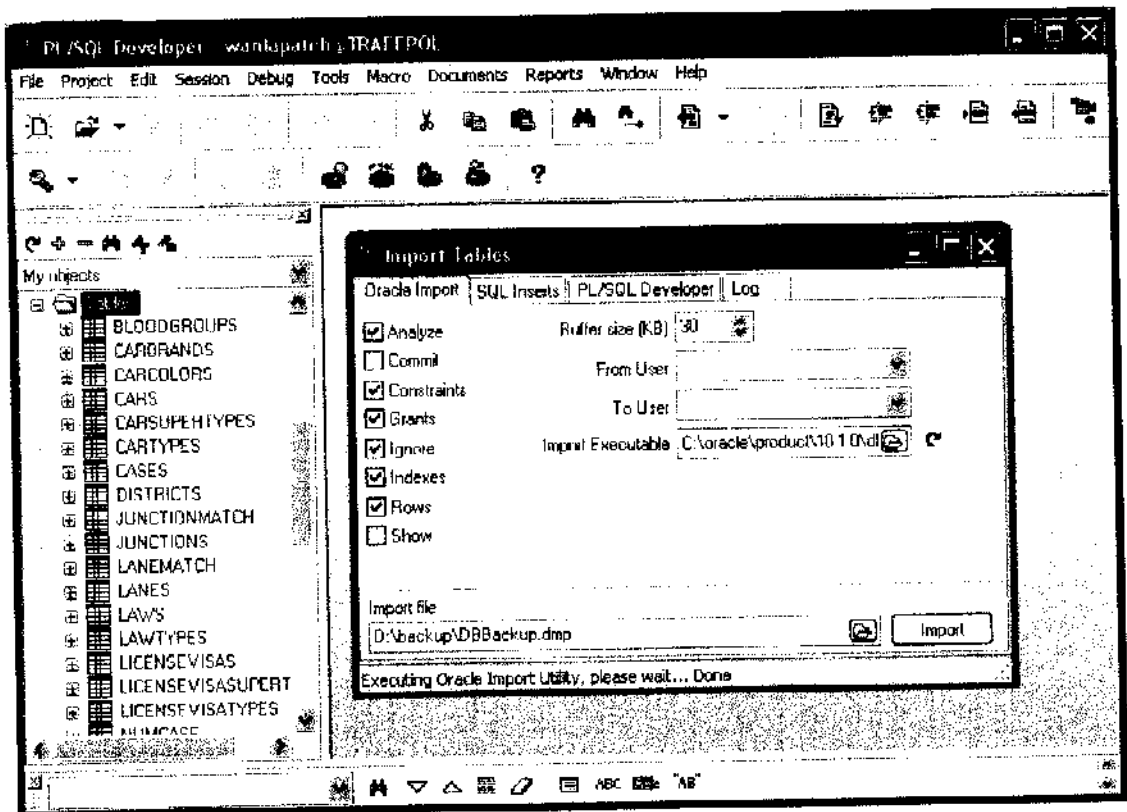 PL/SQL Developer
File Project Edit Session Debug Tools Macro Documents Reports Window Help
My objects
BLOODGROUPS
CARBRANDS
CARCOLORS
CARS
CARSUPERTYPES
CARTYPES
CASES
DISTRICTS
JUNCTIONMATCH
JUNCTIONS
LANEMATCH
LANES
LAWS
LAWTYPES
LICENSEVISAS
LICENSEVISASUPERT
LICENSEVISATYPES
NUMCASE
Import Tables
Oracle Import SQL Inserts PL/SQL Developer Log
Analyze
Commit
Constraints
Grants
Ignore
Indexes
Rows
Show
Buffer size (KB) 30
From User
To User
Import Executable C:\oracle\product\10.1.0\d
Import file
D:\backup\DBBackup.dmp
Import
Executing Oracle Import Utility, please wait... Done
ABC "AB"